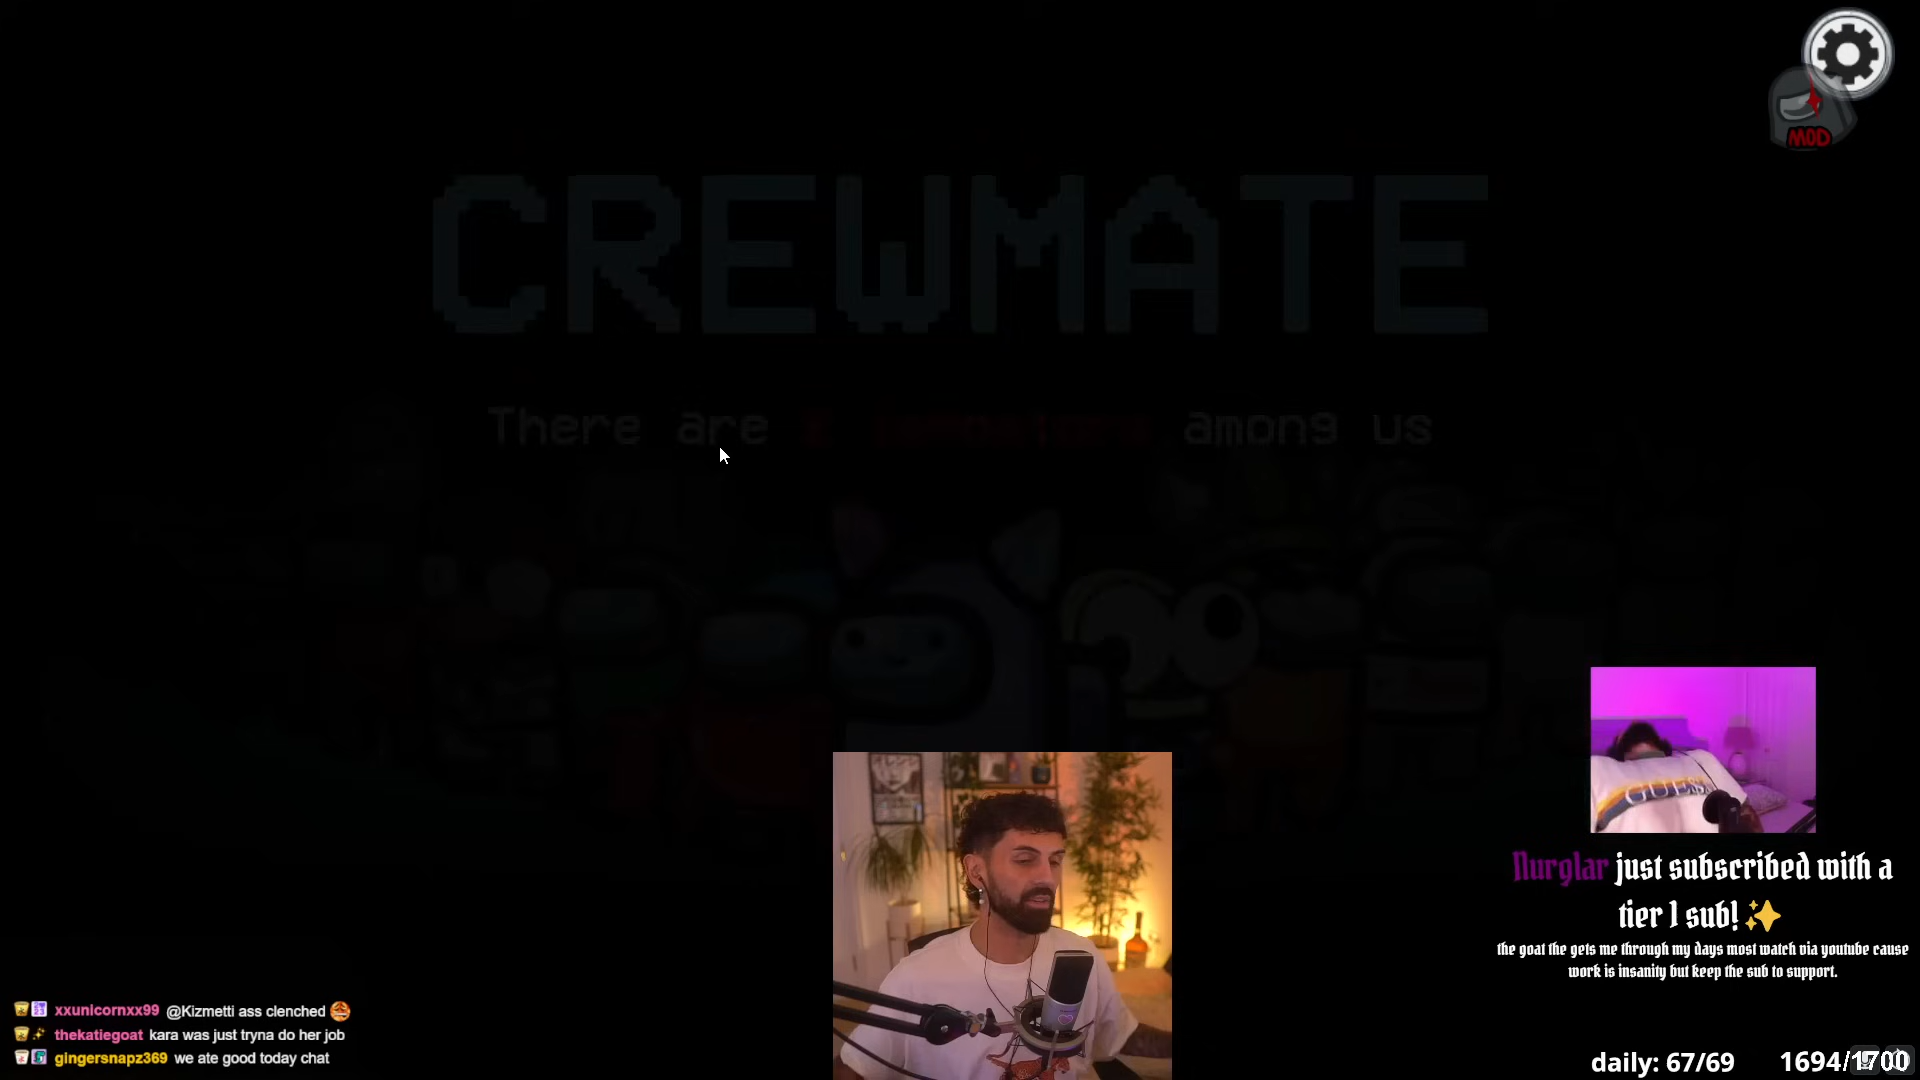 MOD
CREWMATE
There are among us
GUESS
Nurglar just subscribed with a
tier 1 sub! ✨
the goat the gets me through my days most watch via youtube cause
work is insanity but keep the sub to support.
xxunicornxx99 @Kizmetti ass clenched
thekatiegoat kara was just tryna do her job
gingersnapz369 we ate good today chat
daily: 67/69 1694/1700